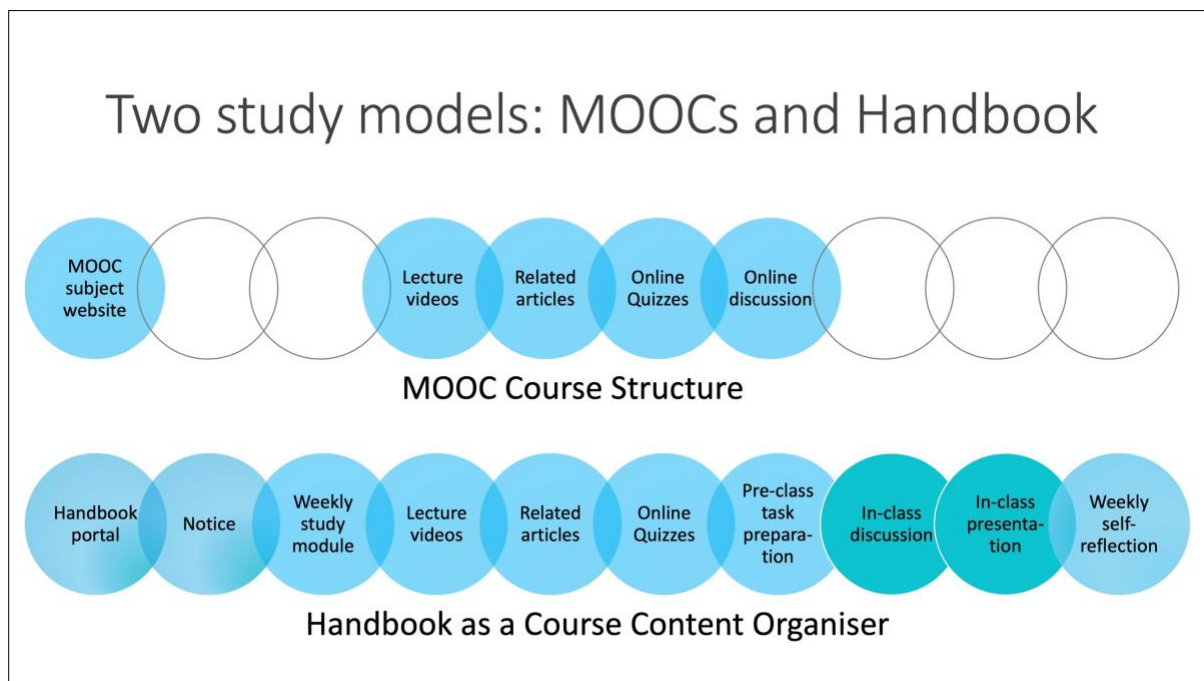 Two study models: MOOCs and Handbook
MOOC
subject
website
Lecture
videos
Related
articles
Online
Quizzes
Online
discussion
MOOC Course Structure
Handbook
portal
Notice
Weekly
study
module
Lecture
videos
Related
articles
Online
Quizzes
Pre-class
task
prepara-
tion
In-class
discussion
In-class
presenta-
tion
Weekly
self-
reflection
Handbook as a Course Content Organiser